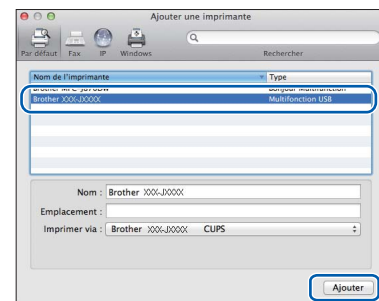 Ajouter une imprimante
Par défaut Fax IP Windows Rechercher
Nom de l'imprimante Type
Brother XXX-JXXXX Multifonction USB
Nom : Brother XXX-JXXXX
Emplacement :
Imprimer via : Brother XXX-JXXXX CUPS
Ajouter